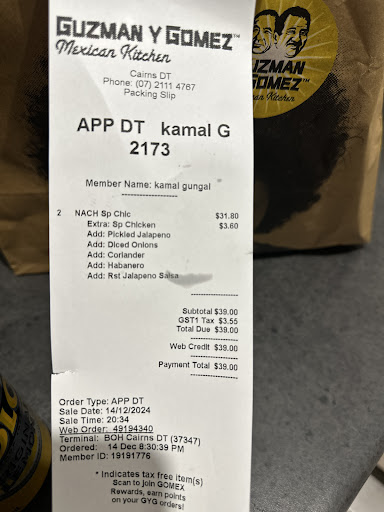 GUZMAN Y GOMEZ™
Mexican Kitchen
Cairns DT
Phone: (07) 2111 4767
Packing Slip
APP DT kamal G
2173
Member Name: kamal gungal
-------------------
2 NACH Sp Chic $31.80
Extra: Sp Chicken $3.60
Add: Pickled Jalapeno
Add: Diced Onions
Add: Coriander
Add: Habanero
Add: Rst Jalapeno Salsa
----------------
Subtotal $39.00
GST1 Tax $3.55
Total Due $39.00
----------------
Web Credit $39.00
----------------
Payment Total $39.00
----------------
Order Type: APP DT
Sale Date: 14/12/2024
Sale Time: 20:34
Web Order: 49194340
Terminal: BOH Cairns DT (37347)
Ordered: 14 Dec 8:30:39 PM
Member ID: 19191776
* Indicates tax free item(s)
Scan to join GOMEX
Rewards, earn points
on your GYG orders!
UZMAN
GOMEZ™
Mexican Kitchen